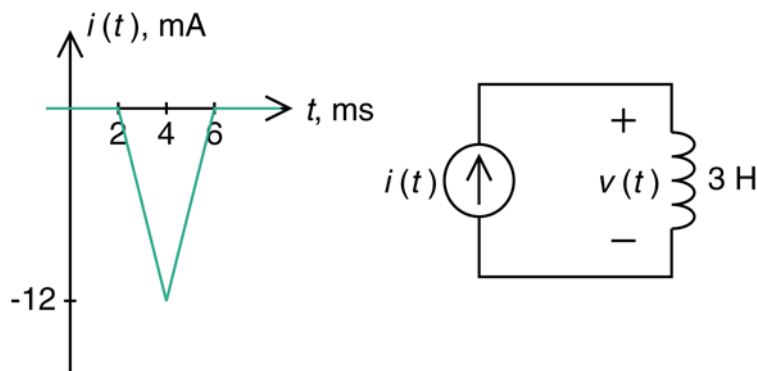 i (t), mA
t, ms
2 4 6
-12
+
i (t)
v (t)
3 H
−